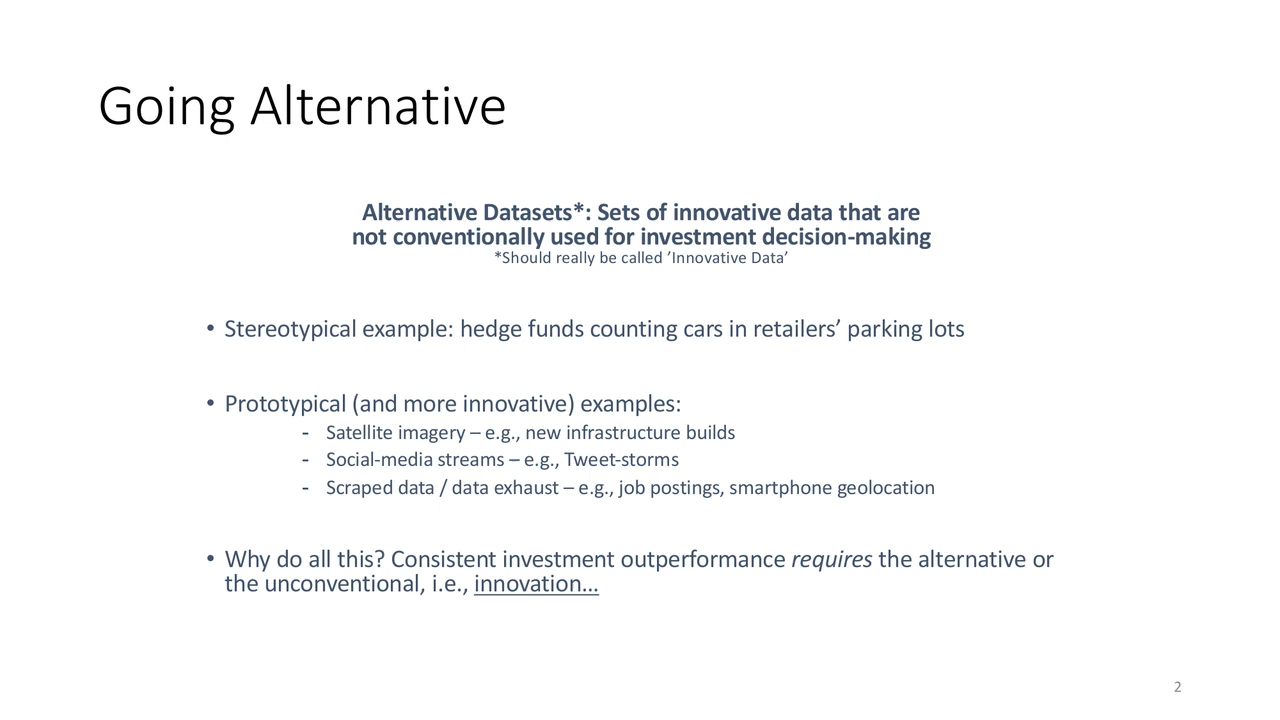 Going Alternative
Alternative Datasets*: Sets of innovative data that are
not conventionally used for investment decision-making
*Should really be called ’Innovative Data’
• Stereotypical example: hedge funds counting cars in retailers’ parking lots
• Prototypical (and more innovative) examples:
- Satellite imagery – e.g., new infrastructure builds
- Social-media streams – e.g., Tweet-storms
- Scraped data / data exhaust – e.g., job postings, smartphone geolocation
• Why do all this? Consistent investment outperformance requires the alternative or
the unconventional, i.e., innovation…
2